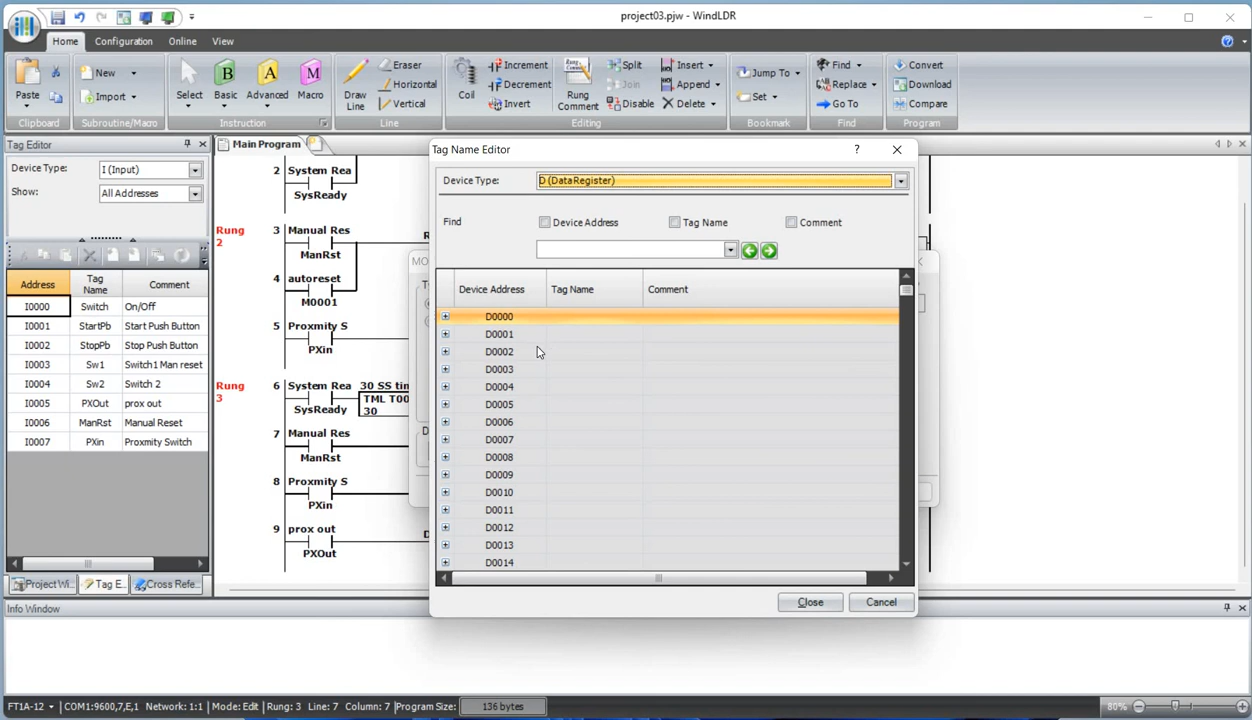 project03.pjw - WindLDR
Home
Configuration
Online
View
Paste
Clipboard
New
Import
Subroutine/Macro
Select
B
Basic
A
Advanced
M
Macro
Instruction
Draw
Line
Eraser
Horizontal
Vertical
Line
Coil
Increment
Decrement
Invert
Rung
Comment
Split
Join
Disable
Insert
Append
Delete
Editing
Jump To
Set
Bookmark
Find
Replace
Go To
Find
Convert
Download
Compare
Program
Tag Editor
Device Type: I (Input)
Show: All Addresses
Address Tag Name Comment
I0000 Switch On/Off
I0001 StartPb Start Push Button
I0002 StopPb Stop Push Button
I0003 Sw1 Switch1 Man reset
I0004 Sw2 Switch 2
I0005 PXOut prox out
I0006 ManRst Manual Reset
I0007 PXin Proxmity Switch
Project Wi...
Tag E...
Cross Refe...
Main Program
2 System Rea
SysReady
Rung
2
3 Manual Res
ManRst
R
4 autoreset
M0001
5 Proxmity S
PXin
Rung
3
6 System Rea
SysReady
30 SS tin
TML T00
30
7 Manual Res
ManRst
8 Proxmity S
PXin
9 prox out
PXOut
D
MO
T
D
Tag Name Editor
?
Device Type: D (DataRegister)
Find
Device Address
Tag Name
Comment
Device Address Tag Name Comment
D0000
D0001
D0002
D0003
D0004
D0005
D0006
D0007
D0008
D0009
D0010
D0011
D0012
D0013
D0014
Close
Cancel
Info Window
FT1A-12
COM1:9600,7,E,1
Network: 1:1
Mode: Edit
Rung: 3
Line: 7
Column: 7
Program Size:
136 bytes
80%